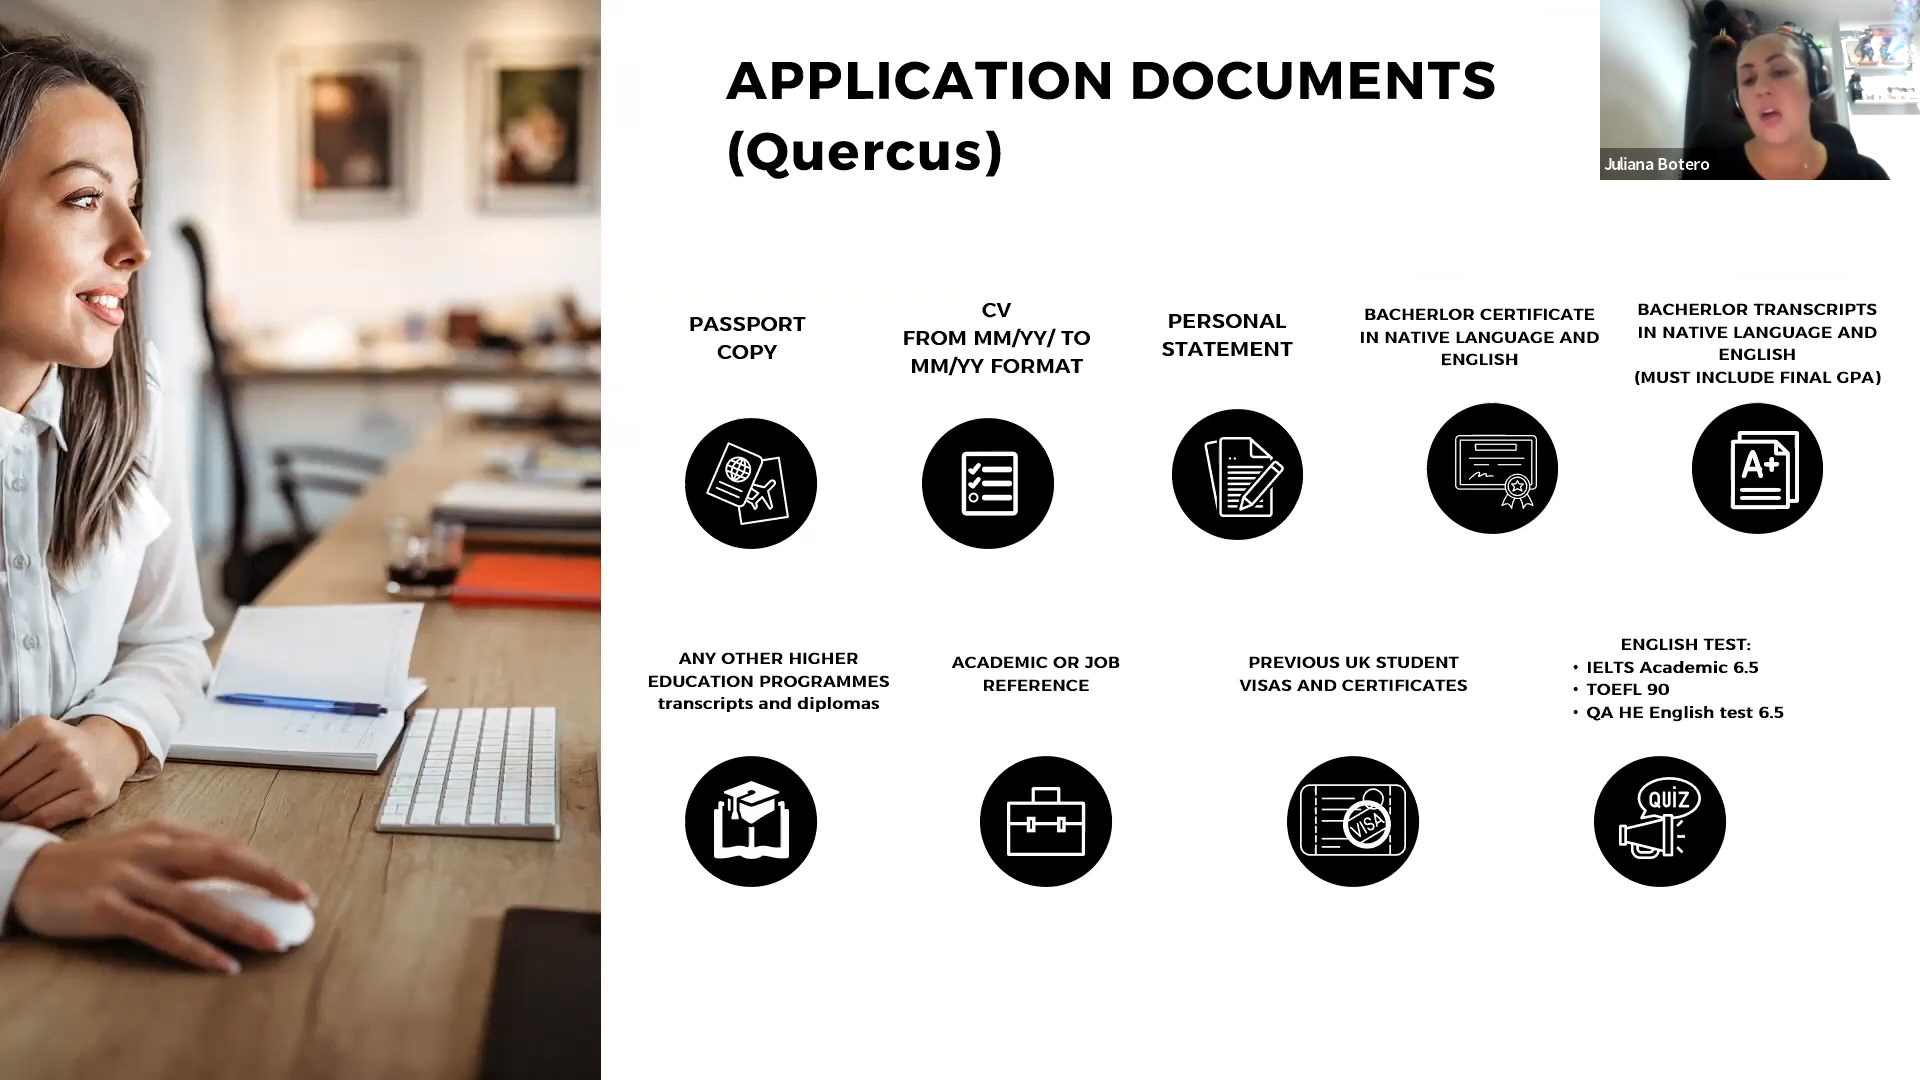 APPLICATION DOCUMENTS
(Quercus)
Juliana Botero
PASSPORT
COPY
CV
FROM MM/YY/ TO
MM/YY FORMAT
PERSONAL
STATEMENT
BACHERLOR CERTIFICATE
IN NATIVE LANGUAGE AND
ENGLISH
BACHERLOR TRANSCRIPTS
IN NATIVE LANGUAGE AND
ENGLISH
(MUST INCLUDE FINAL GPA)
A+
ANY OTHER HIGHER
EDUCATION PROGRAMMES
transcripts and diplomas
ACADEMIC OR JOB
REFERENCE
PREVIOUS UK STUDENT
VISAS AND CERTIFICATES
VISA
ENGLISH TEST:
• IELTS Academic 6.5
• TOEFL 90
• QA HE English test 6.5
QUIZ